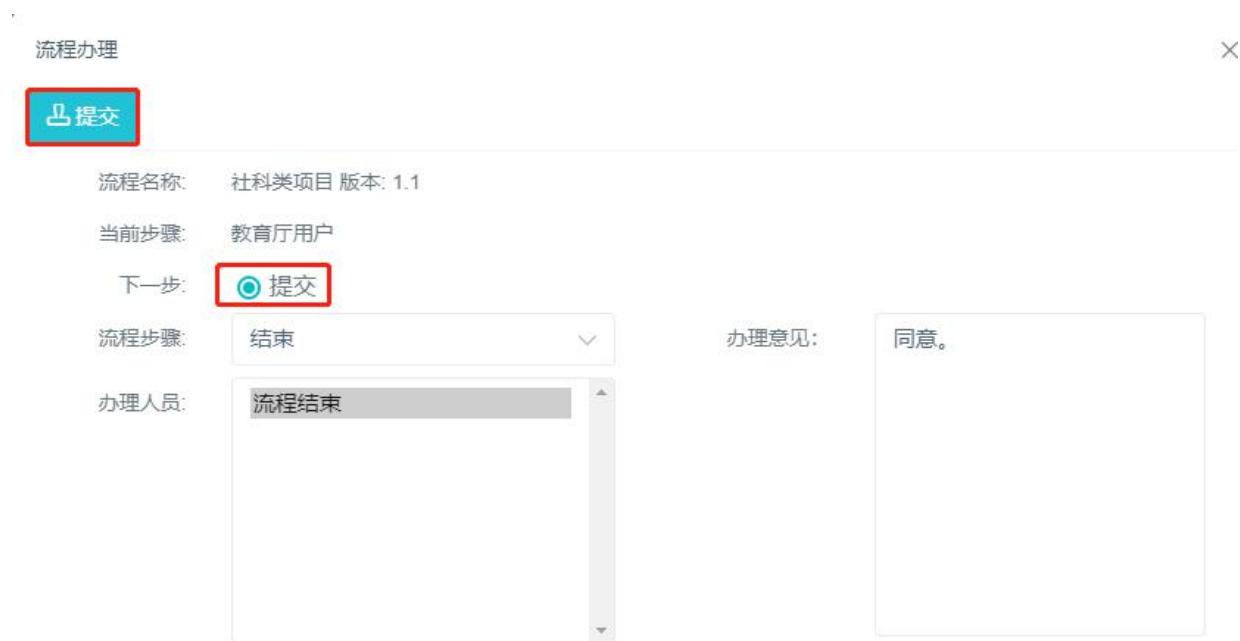 流程办理
提交
流程名称: 社科类项目 版本: 1.1
当前步骤: 教育厅用户
下一步: 提交
流程步骤: 结束
办理意见: 同意。
办理人员: 流程结束